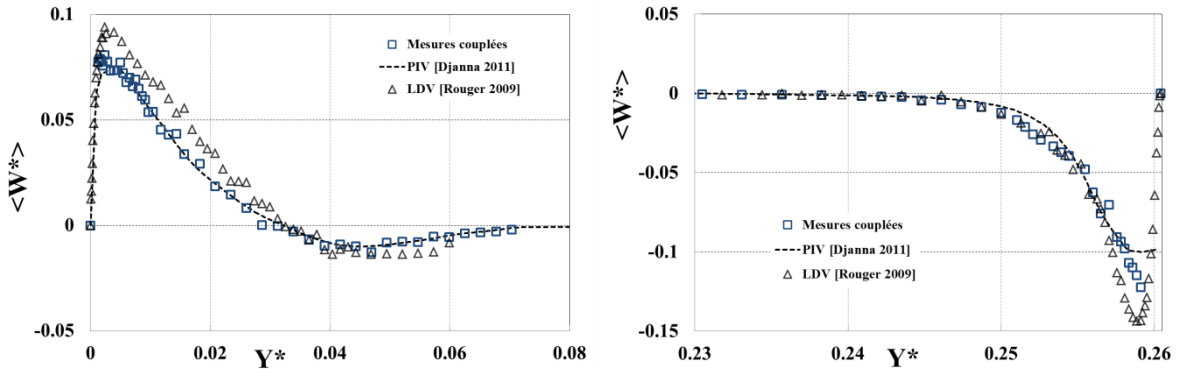 0.1
0.05
0
-0.05
<W*>
0
0.02
0.04
0.06
0.08
Y*
Mesures couplées
PIV [Djanna 2011]
LDV [Rouger 2009]
0.05
0
-0.05
-0.1
-0.15
<W*>
0.23
0.24
0.25
0.26
Y*
Mesures couplées
PIV [Djanna 2011]
LDV [Rouger 2009]